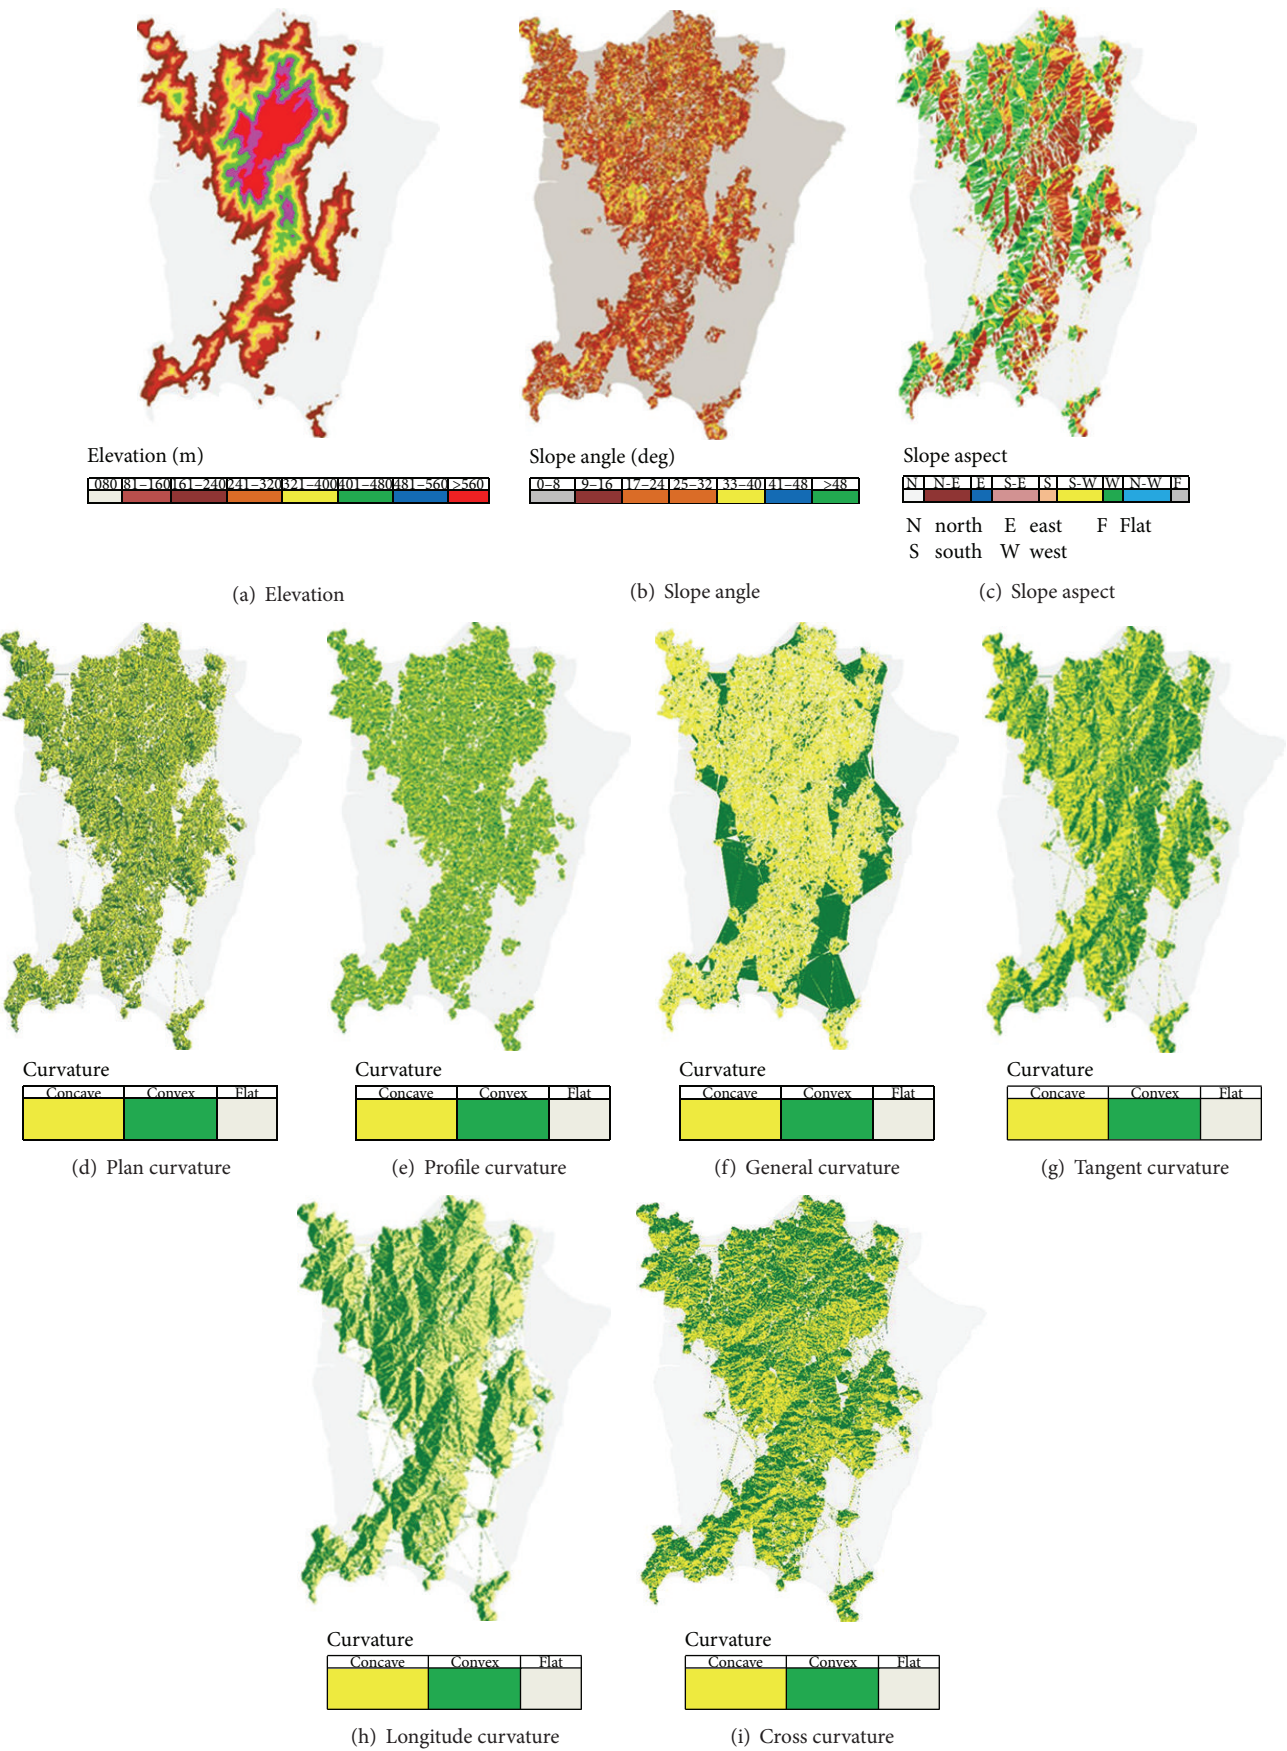 Elevation (m)
080 81–160 161–240 241–320 321–400 401–480 481–560 >560
(a) Elevation
Slope angle (deg)
0–8 9–16 17–24 25–32 33–40 41–48 >48
(b) Slope angle
Slope aspect
N N-E E S-E S S-W W N-W F
N north E east F Flat
S south W west
(c) Slope aspect
Curvature
Concave Convex Flat
(d) Plan curvature
Curvature
Concave Convex Flat
(e) Profile curvature
Curvature
Concave Convex Flat
(f) General curvature
Curvature
Concave Convex Flat
(g) Tangent curvature
Curvature
Concave Convex Flat
(h) Longitude curvature
Curvature
Concave Convex Flat
(i) Cross curvature